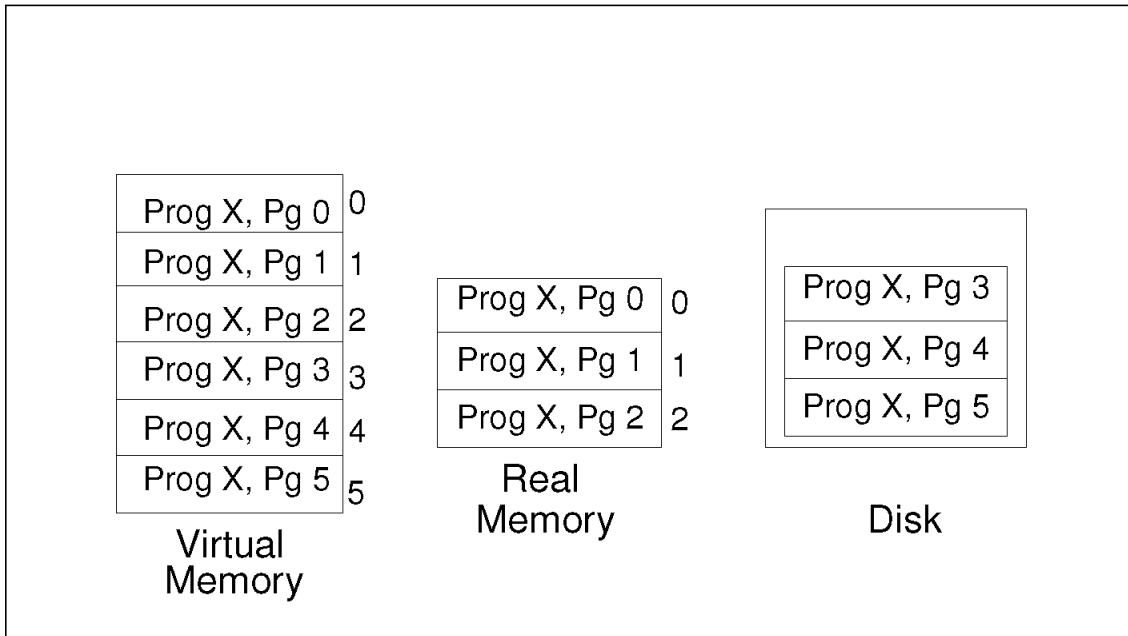 Prog X, Pg 0 0
Prog X, Pg 1 1
Prog X, Pg 2 2
Prog X, Pg 3 3
Prog X, Pg 4 4
Prog X, Pg 5 5
Virtual
Memory
Prog X, Pg 0 0
Prog X, Pg 1 1
Prog X, Pg 2 2
Real
Memory
Prog X, Pg 3
Prog X, Pg 4
Prog X, Pg 5
Disk